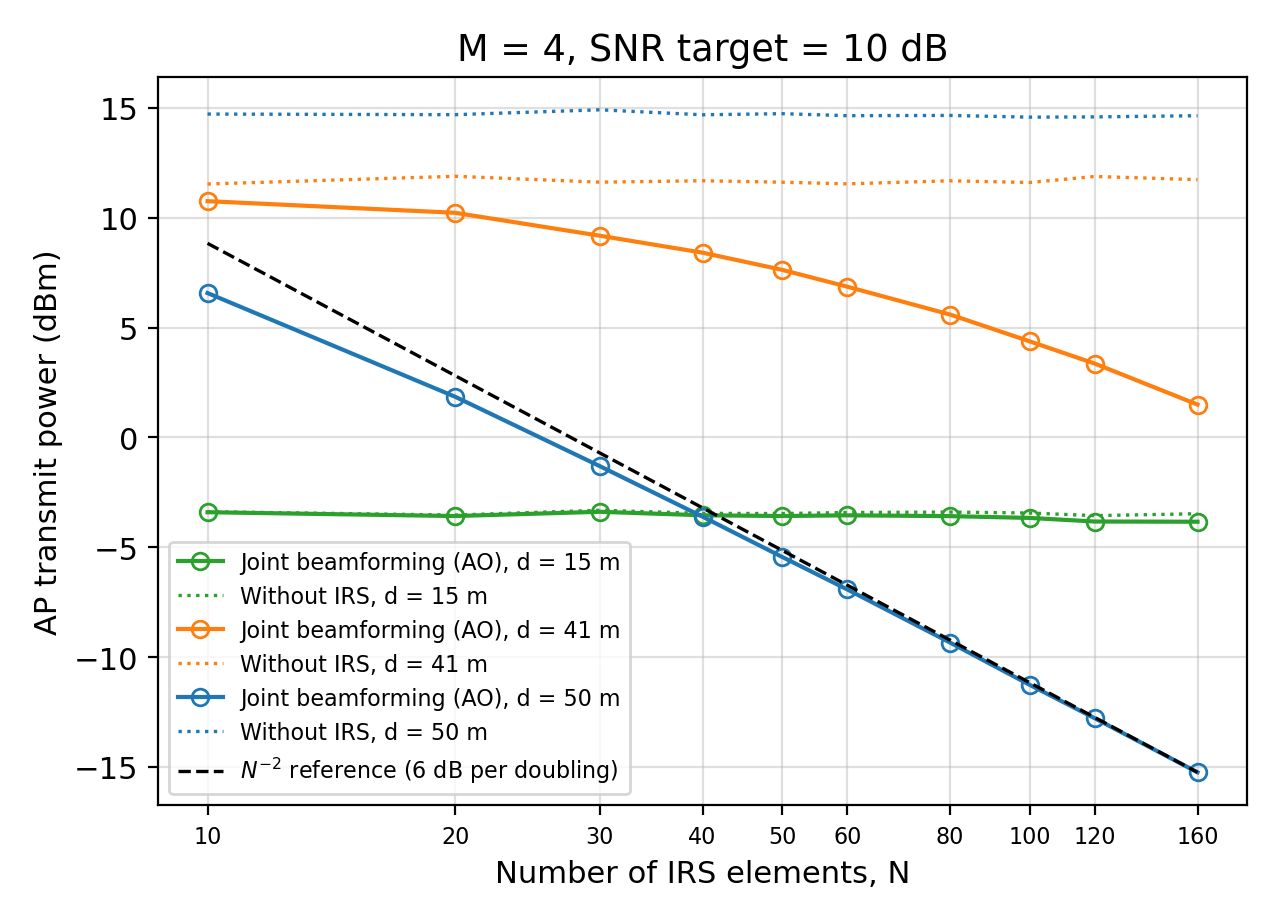 M = 4, SNR target = 10 dB
AP transmit power (dBm)
15
10
5
0
−5
−10
−15
Joint beamforming (AO), d = 15 m
Without IRS, d = 15 m
Joint beamforming (AO), d = 41 m
Without IRS, d = 41 m
Joint beamforming (AO), d = 50 m
Without IRS, d = 50 m
N⁻² reference (6 dB per doubling)
10 20 30 40 50 60 80 100 120 160
Number of IRS elements, N